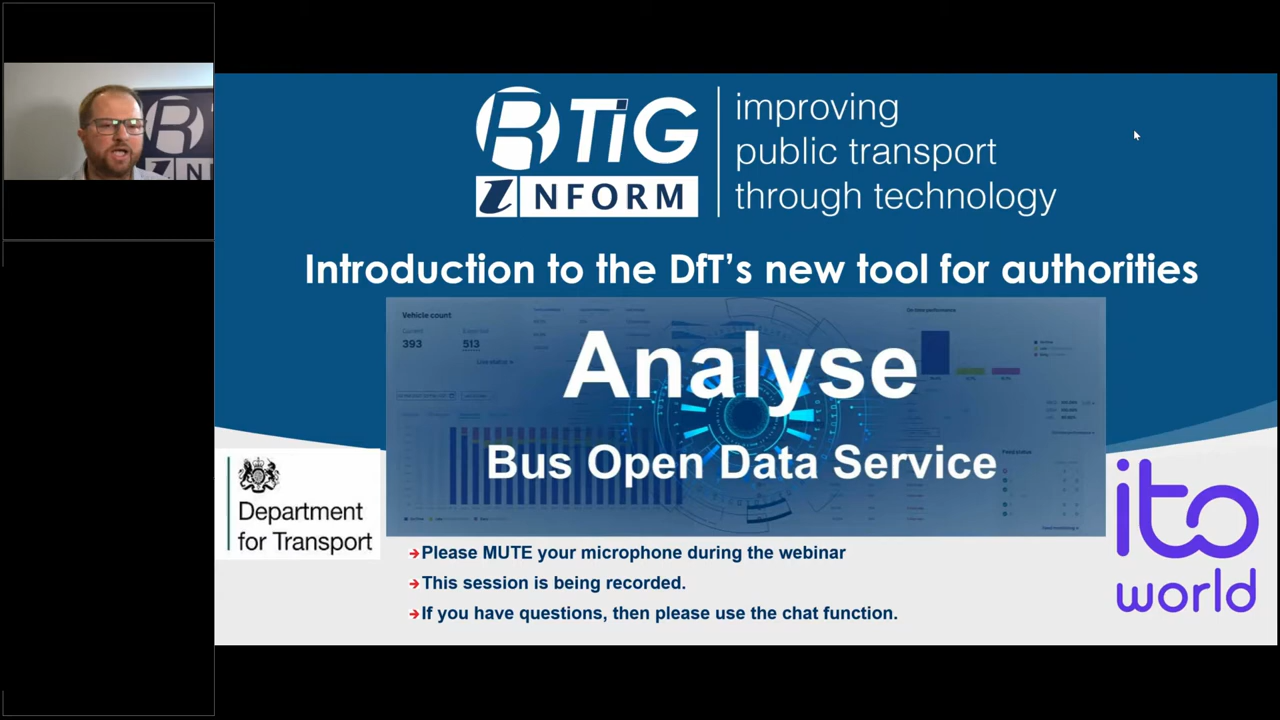 RTiG
iNFORM
improving
public transport
through technology
Introduction to the DfT's new tool for authorities
Vehicle count
393
513
Analyse
Bus Open Data Service
Department
for Transport
ito
world
Please MUTE your microphone during the webinar
This session is being recorded.
If you have questions, then please use the chat function.